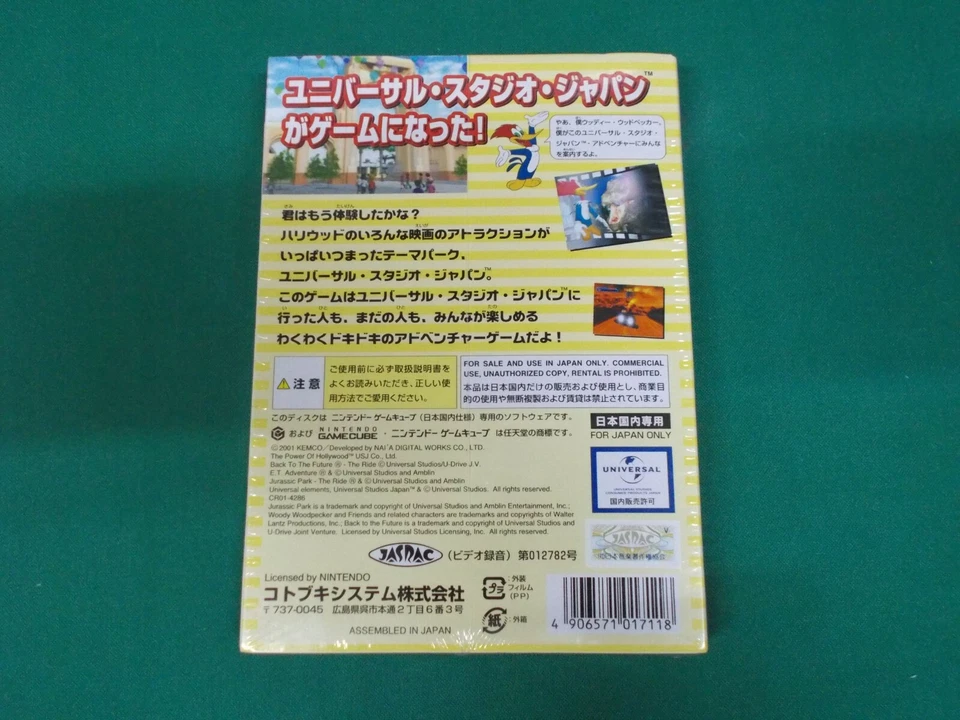 ユニバーサル・スタジオ・ジャパン™
がゲームになった!
やあ、僕ウッディー・ウッドペッカー。
僕がこのユニバーサル・スタジオ・
ジャパン™・アドベンチャーにみんな
を案内するよ。
君はもう体験したかな?
ハリウッドのいろんな映画のアトラクションが
いっぱいつまったテーマパーク、
ユニバーサル・スタジオ・ジャパン™。
このゲームはユニバーサル・スタジオ・ジャパン™に
行った人も、まだの人も、みんなが楽しめる
わくわくドキドキのアドベンチャーゲームだよ!
注意
ご使用前に必ず取扱説明書を
よくお読みいただき、正しい使
用方法でご愛用ください。
FOR SALE AND USE IN JAPAN ONLY. COMMERCIAL
USE, UNAUTHORIZED COPY, RENTAL IS PROHIBITED.
本品は日本国内だけの販売および使用とし、商業目
的の使用や無断複製および賃貸は禁止されています。
このディスクは ニンテンドー ゲームキューブ(日本国内仕様)専用のソフトウェアです。
および NINTENDO GAMECUBE・ニンテンドー ゲームキューブ は任天堂の商標です。
日本国内専用
FOR JAPAN ONLY
© 2001 KEMCO/Developed by NAI'A DIGITAL WORKS CO., LTD.
The Power Of Hollywood™ USJ Co., Ltd.
Back To The Future ® - The Ride © Universal Studios/U-Drive J.V.
E.T. Adventure ® & © Universal Studios and Amblin
Jurassic Park - The Ride ® & © Universal Studios and Amblin
Universal elements, Universal Studios Japan™ & © Universal Studios. All rights reserved.
CR01-4286
Jurassic Park is a trademark and copyright of Universal Studios and Amblin Entertainment, Inc.;
Woody Woodpecker and Friends and related characters are trademarks and copyrights of Walter
Lantz Productions, Inc.; Back to the Future is a trademark and copyright of Universal Studios and
U-Drive Joint Venture. Licensed by Universal Studios Licensing, Inc. All rights reserved.
UNIVERSAL
国内販売許可
JASRAC
(ビデオ録音)第012782号
JASRAC
Licensed by NINTENDO
コトブキシステム株式会社
〒737-0045 広島県呉市本通2丁目6番3号
ASSEMBLED IN JAPAN
プラ
:外装
フィルム
(PP)
紙
:外箱
4 906571 017118